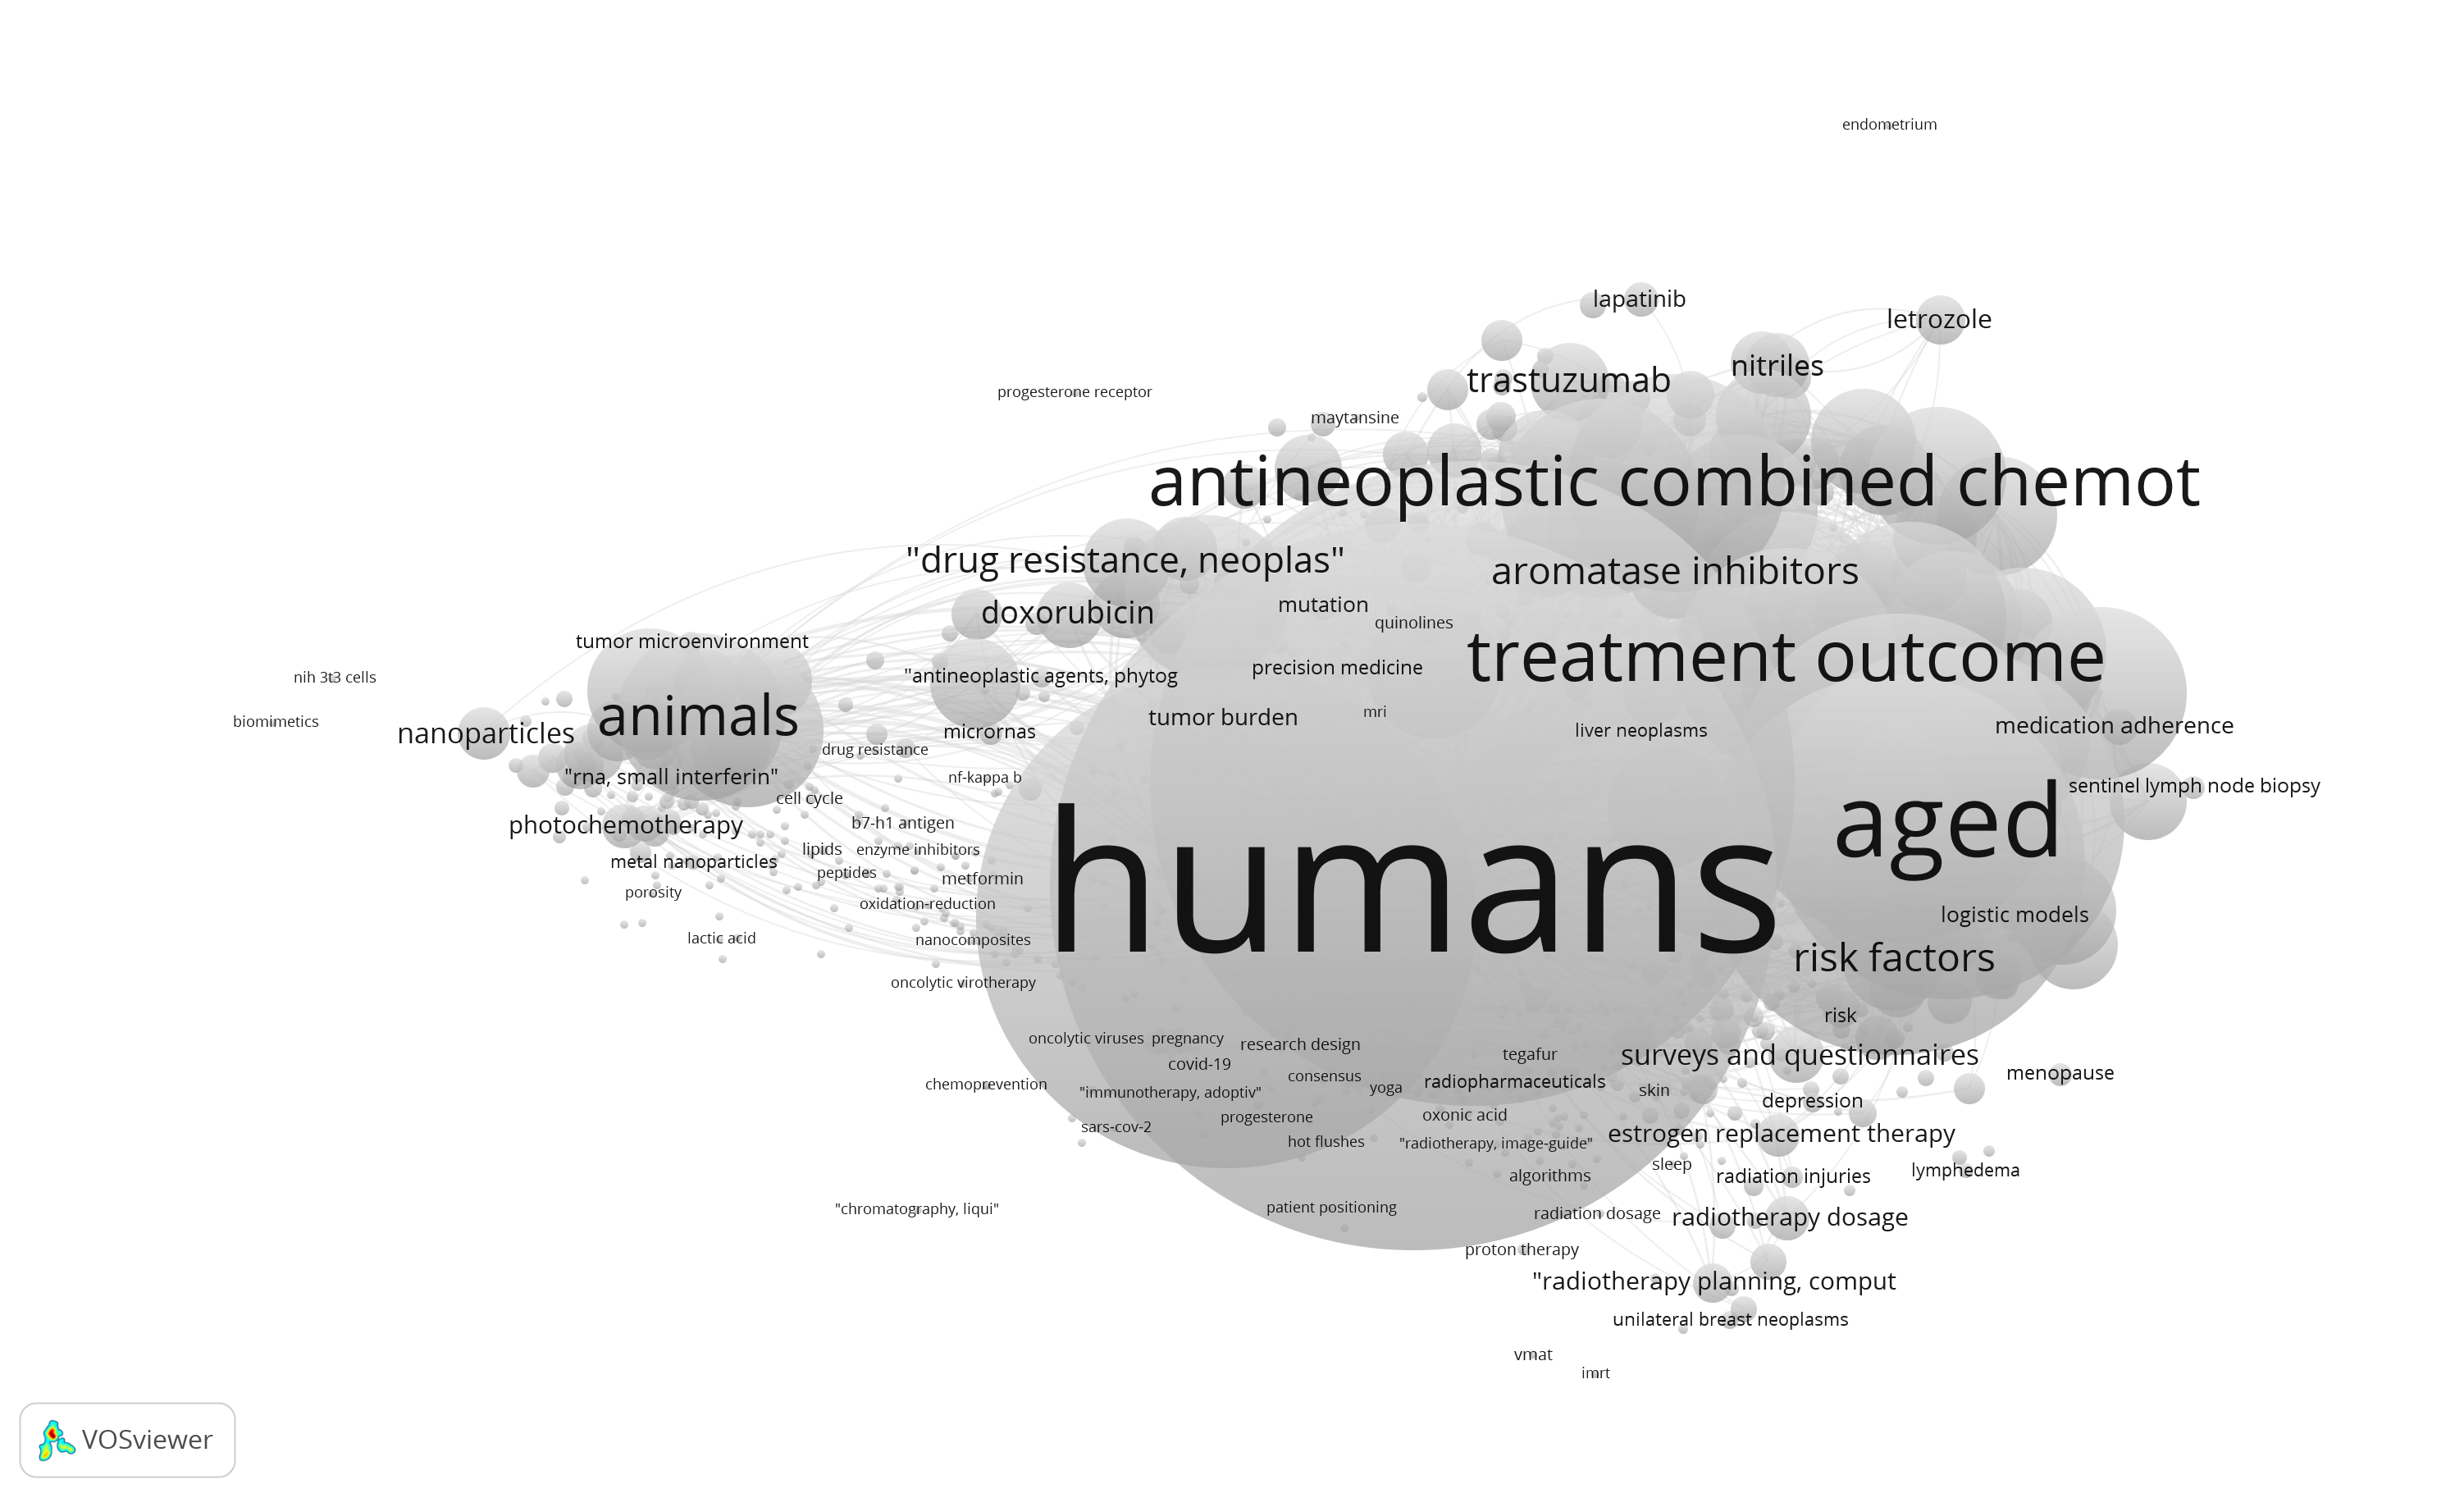 endometrium
lapatinib
letrozole
nitriles
trastuzumab
progesterone receptor
maytansine
antineoplastic combined chemot
"drug resistance, neoplas"
aromatase inhibitors
mutation
doxorubicin
quinolines
tumor microenvironment
treatment outcome
precision medicine
"antineoplastic agents, phytog
nih 3t3 cells
mri
animals
tumor burden
biomimetics
medication adherence
nanoparticles
micrornas
liver neoplasms
drug resistance
"rna, small interferin"
nf-kappa b
sentinel lymph node biopsy
cell cycle
aged
photochemotherapy
b7-h1 antigen
lipids
enzyme inhibitors
metal nanoparticles
peptides
metformin
humans
porosity
oxidation-reduction
logistic models
lactic acid
nanocomposites
risk factors
oncolytic virotherapy
risk
oncolytic viruses
pregnancy
research design
tegafur
surveys and questionnaires
covid-19
consensus
radiopharmaceuticals
menopause
chemoprevention
"immunotherapy, adoptiv"
yoga
skin
depression
progesterone
oxonic acid
sars-cov-2
hot flushes
"radiotherapy, image-guide"
estrogen replacement therapy
sleep
lymphedema
algorithms
radiation injuries
"chromatography, liqui"
patient positioning
radiation dosage
radiotherapy dosage
proton therapy
"radiotherapy planning, comput
unilateral breast neoplasms
vmat
imrt
VOSviewer